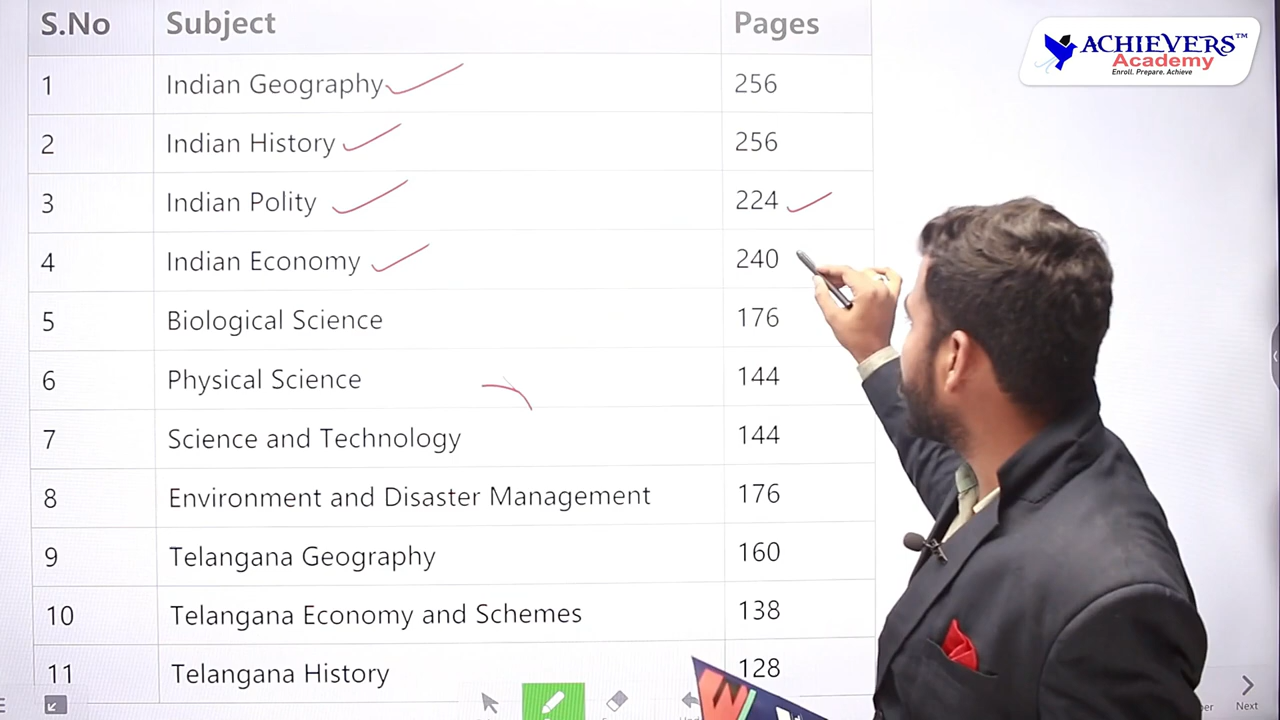 S.No Subject Pages
1 Indian Geography 256
2 Indian History 256
3 Indian Polity 224
4 Indian Economy 240
5 Biological Science 176
6 Physical Science 144
7 Science and Technology 144
8 Environment and Disaster Management 176
9 Telangana Geography 160
10 Telangana Economy and Schemes 138
11 Telangana History 128
ACHIEVERS™
Academy
Enroll. Prepare. Achieve
Next